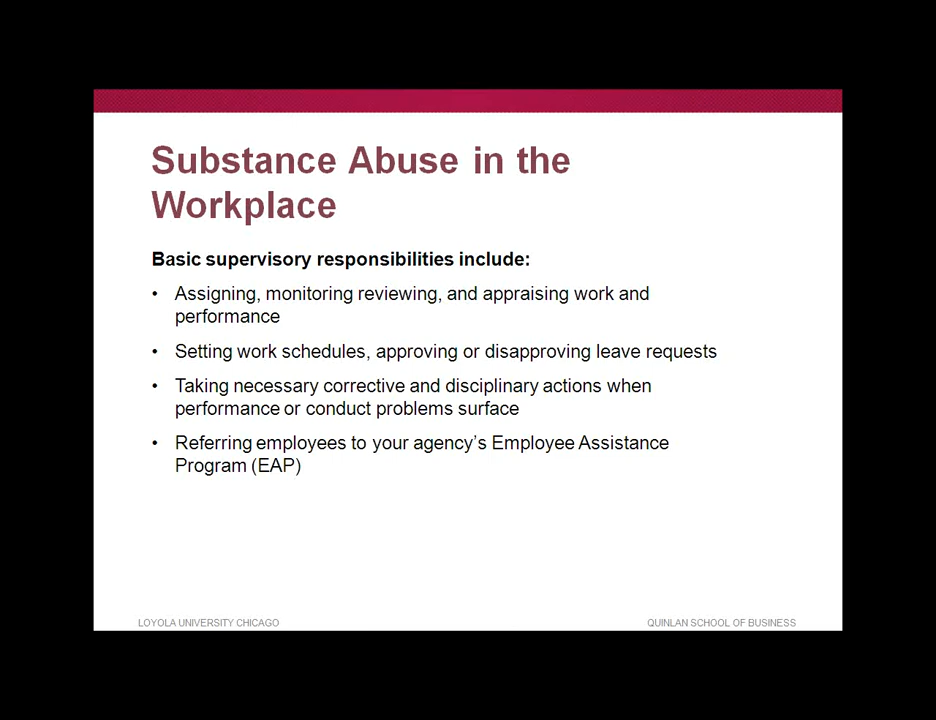 Substance Abuse in the
Workplace
Basic supervisory responsibilities include:
• Assigning, monitoring reviewing, and appraising work and
performance
• Setting work schedules, approving or disapproving leave requests
• Taking necessary corrective and disciplinary actions when
performance or conduct problems surface
• Referring employees to your agency’s Employee Assistance
Program (EAP)
LOYOLA UNIVERSITY CHICAGO
QUINLAN SCHOOL OF BUSINESS